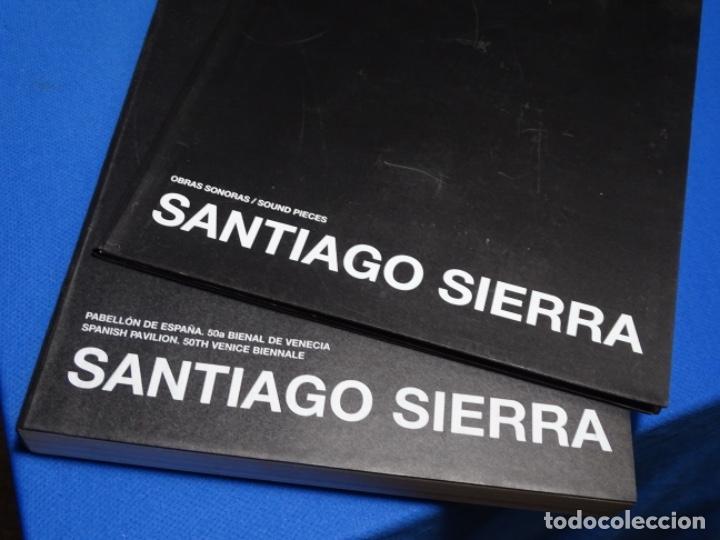 OBRAS SONORAS / SOUND PIECES
SANTIAGO SIERRA
PABELLÓN DE ESPAÑA. 50a BIENAL DE VENECIA
SPANISH PAVILION. 50TH VENICE BIENNALE
SANTIAGO SIERRA
todocoleccion